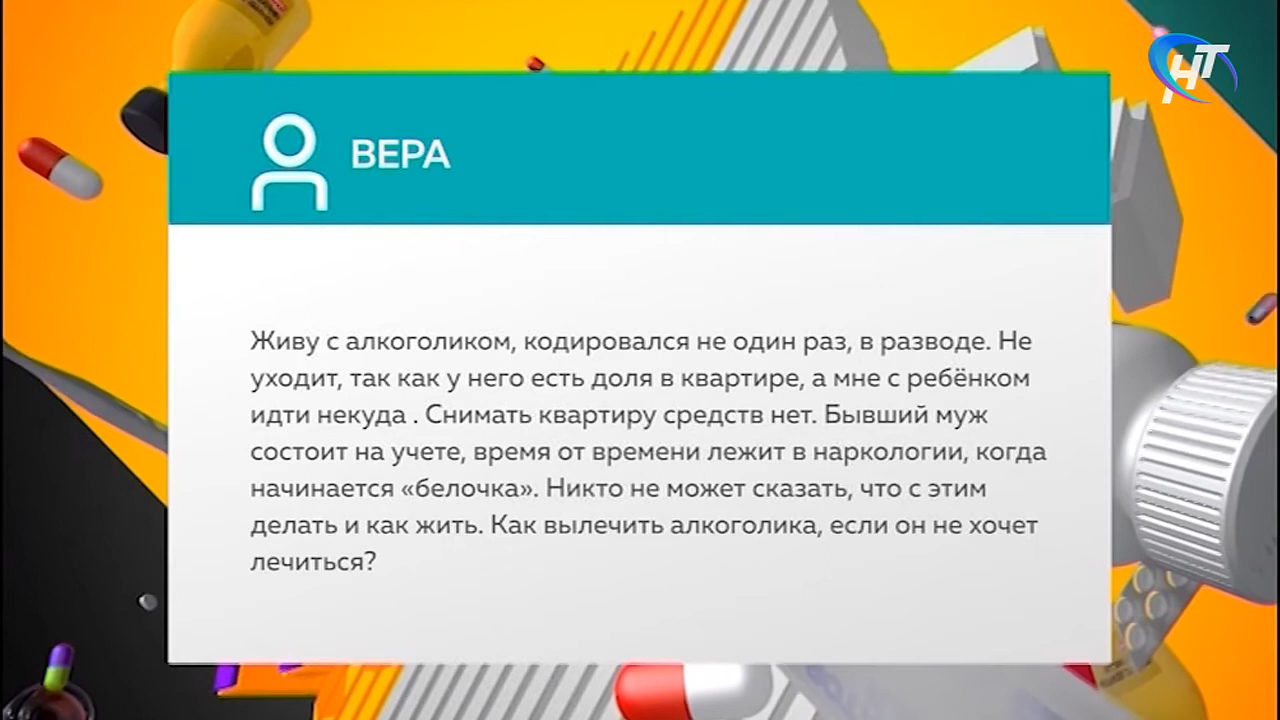 НТ
ВЕРА
Живу с алкоголиком, кодировался не один раз, в разводе. Не
уходит, так как у него есть доля в квартире, а мне с ребёнком
идти некуда . Снимать квартиру средств нет. Бывший муж
состоит на учете, время от времени лежит в наркологии, когда
начинается «белочка». Никто не может сказать, что с этим
делать и как жить. Как вылечить алкоголика, если он не хочет
лечиться?